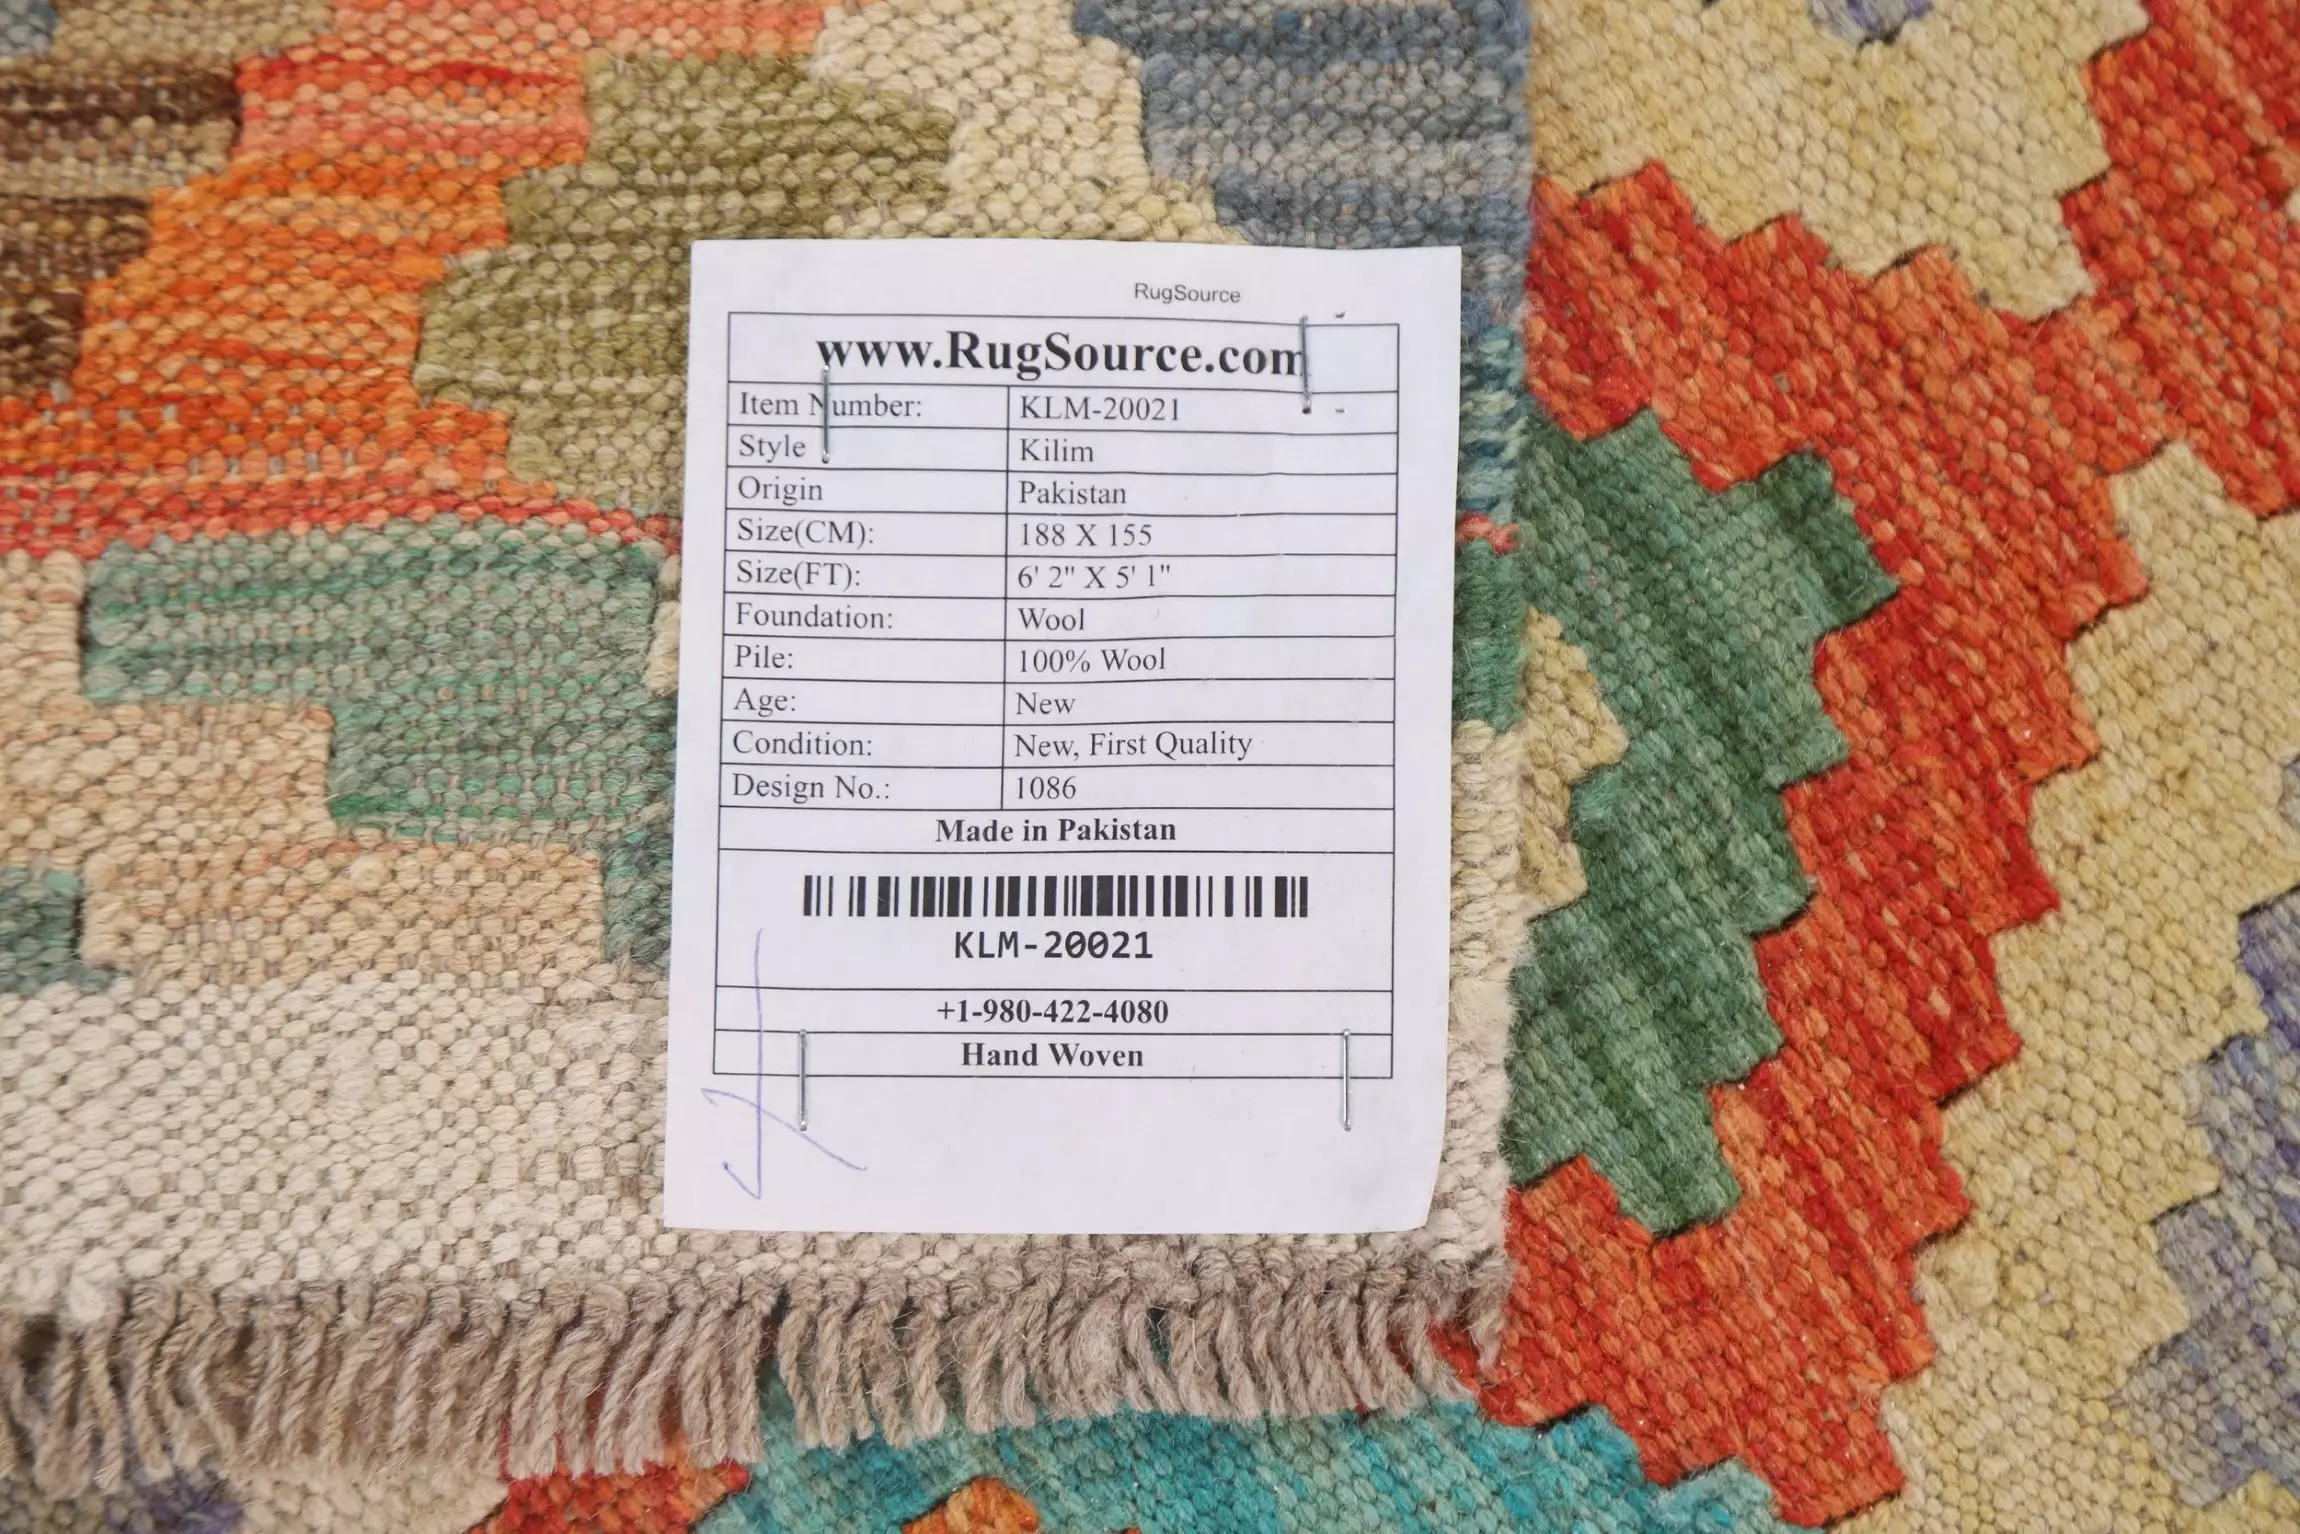 RugSource
www.RugSource.com
Item Number: KLM-20021
Style Kilim
Origin Pakistan
Size(CM): 188 X 155
Size(FT): 6' 2" X 5' 1"
Foundation: Wool
Pile: 100% Wool
Age: New
Condition: New, First Quality
Design No.: 1086
Made in Pakistan
KLM-20021
+1-980-422-4080
Hand Woven